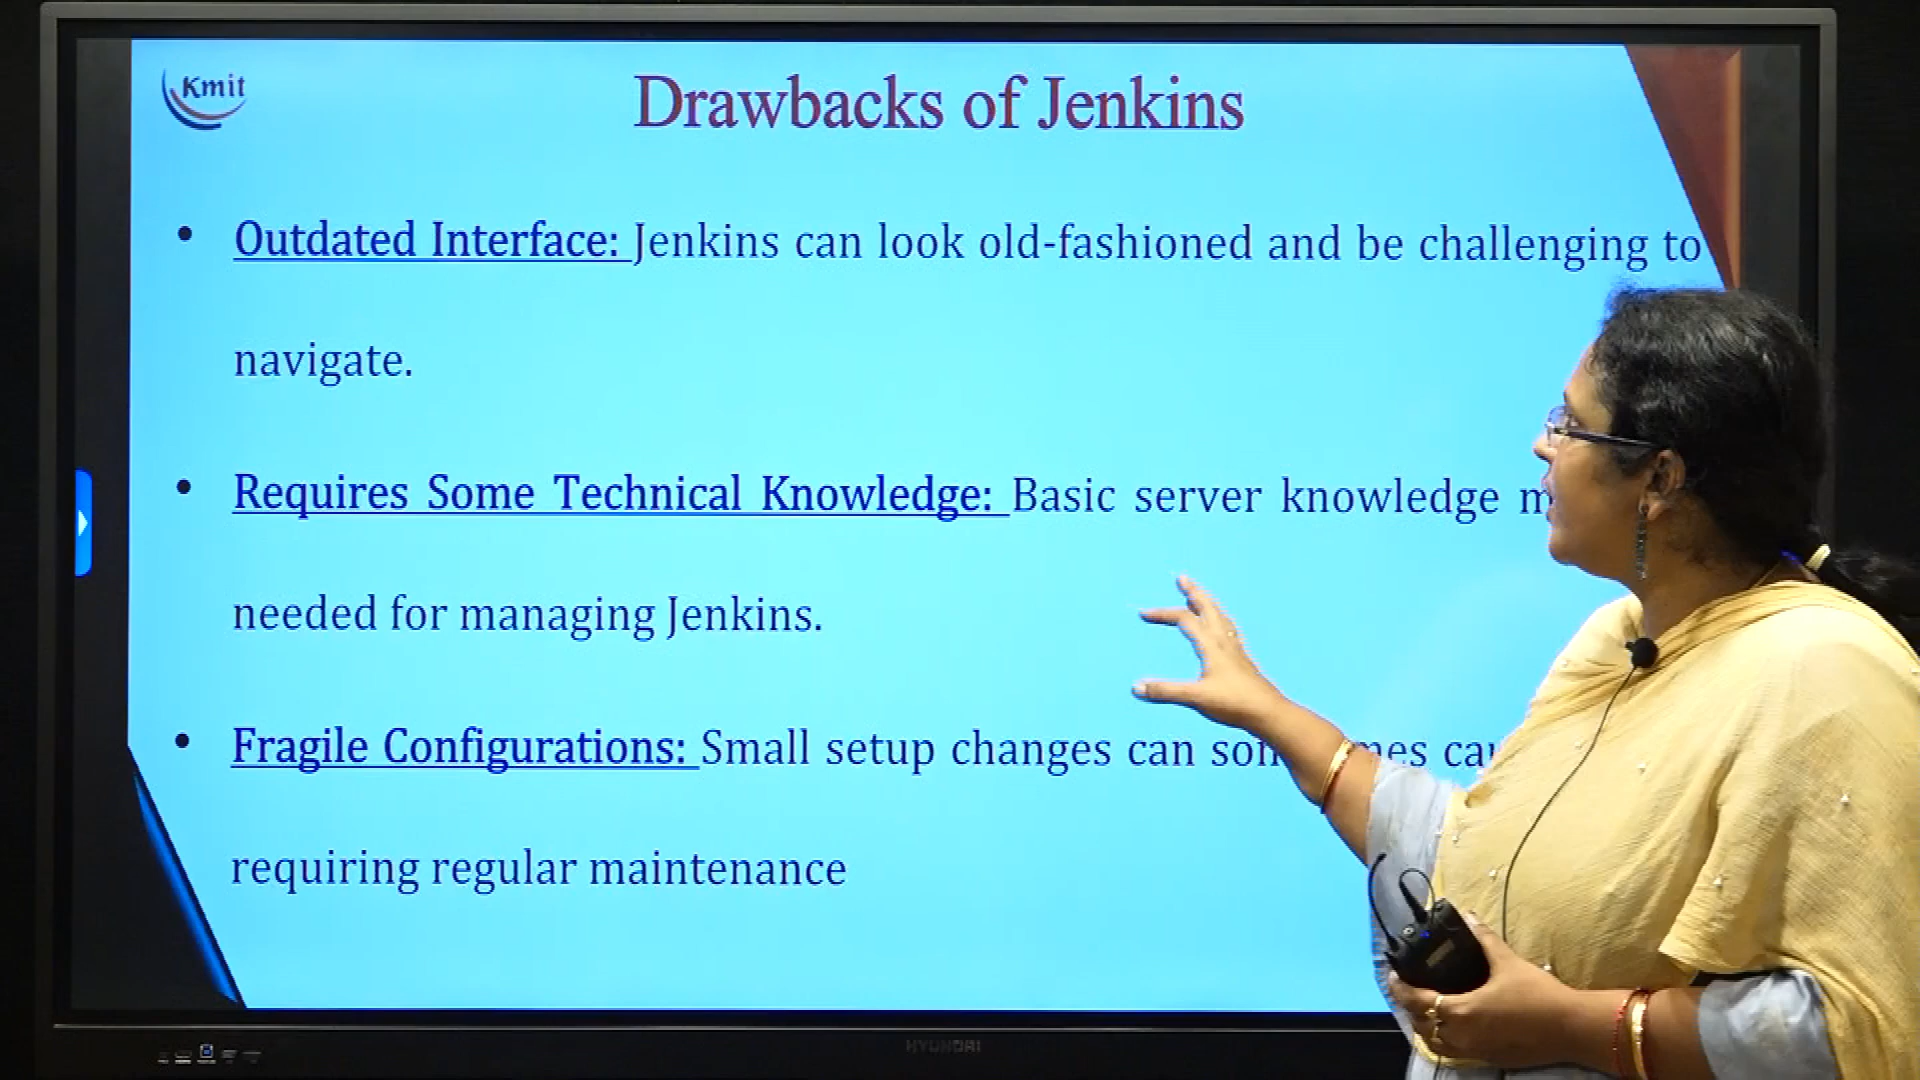 Kmit
Drawbacks of Jenkins
• Outdated Interface: Jenkins can look old-fashioned and be challenging to
navigate.
• Requires Some Technical Knowledge: Basic server knowledge
needed for managing Jenkins.
• Fragile Configurations: Small setup changes can
requiring regular maintenance
HYUNDAI